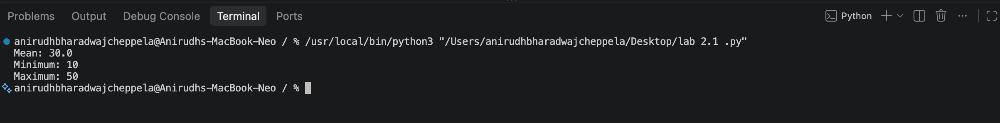 Problems Output Debug Console Terminal Ports Python
anirudhbharadwajcheppela@Anirudhs-MacBook-Neo / % /usr/local/bin/python3 "/Users/anirudhbharadwajcheppela/Desktop/lab 2.1 .py"
Mean: 30.0
Minimum: 10
Maximum: 50
anirudhbharadwajcheppela@Anirudhs-MacBook-Neo / %